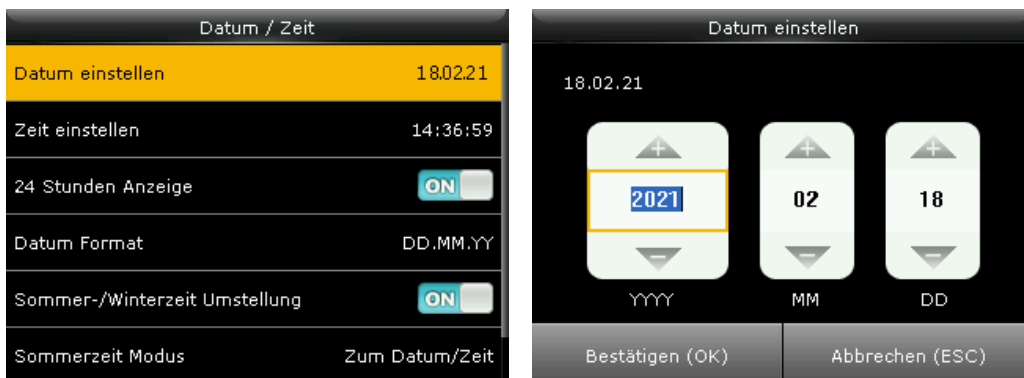 Datum / Zeit
Datum einstellen 18.02.21
Zeit einstellen 14:36:59
24 Stunden Anzeige ON
Datum Format DD.MM.YY
Sommer-/Winterzeit Umstellung ON
Sommerzeit Modus Zum Datum/Zeit
Datum einstellen
18.02.21
+ + +
2021 02 18
- - -
YYYY MM DD
Bestätigen (OK) Abbrechen (ESC)